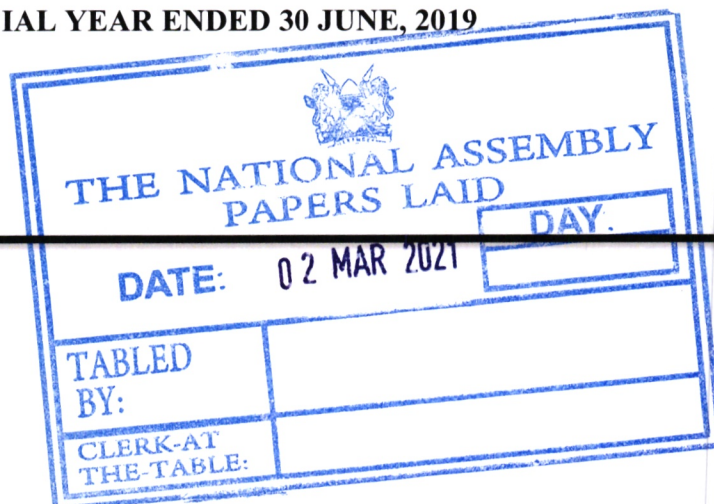 IAL YEAR ENDED 30 JUNE, 2019
THE NATIONAL ASSEMBLY
PAPERS LAID
DAY.
DATE: 02 MAR 2021
TABLED
BY:
CLERK-AT
THE-TABLE: